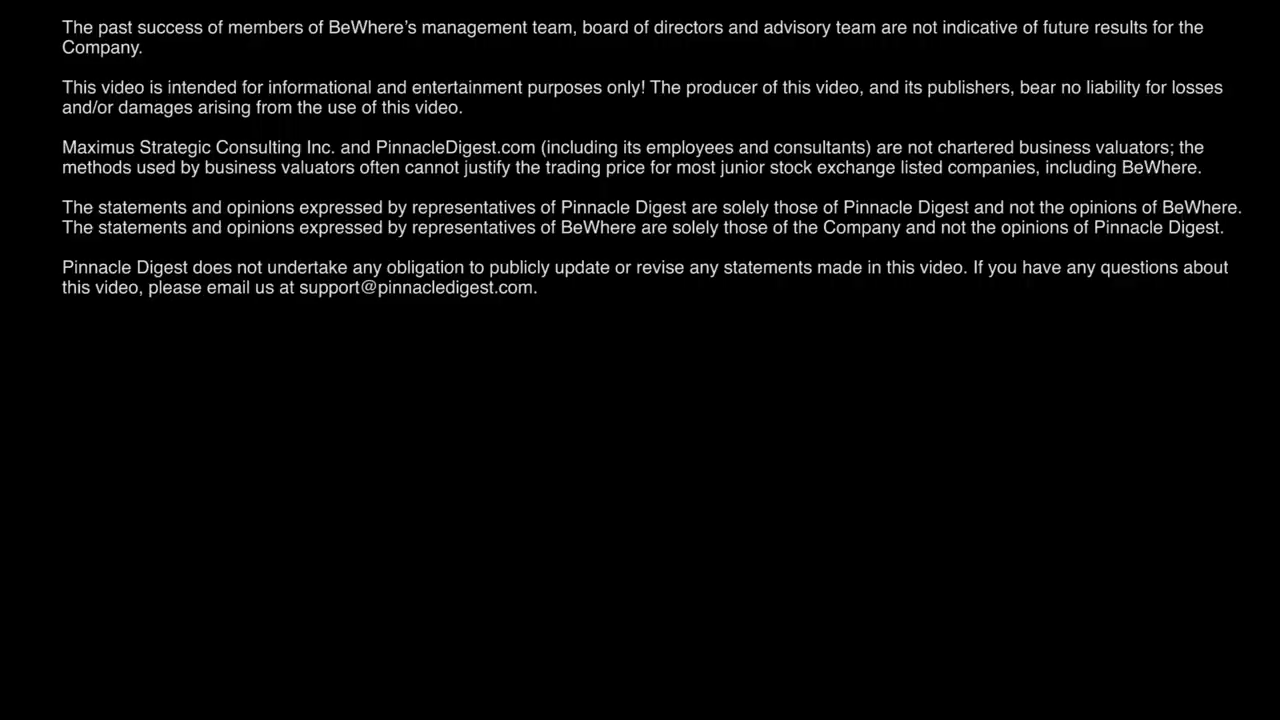 The past success of members of BeWhere’s management team, board of directors and advisory team are not indicative of future results for the
Company.
This video is intended for informational and entertainment purposes only! The producer of this video, and its publishers, bear no liability for losses
and/or damages arising from the use of this video.
Maximus Strategic Consulting Inc. and PinnacleDigest.com (including its employees and consultants) are not chartered business valuators; the
methods used by business valuators often cannot justify the trading price for most junior stock exchange listed companies, including BeWhere.
The statements and opinions expressed by representatives of Pinnacle Digest are solely those of Pinnacle Digest and not the opinions of BeWhere.
The statements and opinions expressed by representatives of BeWhere are solely those of the Company and not the opinions of Pinnacle Digest.
Pinnacle Digest does not undertake any obligation to publicly update or revise any statements made in this video. If you have any questions about
this video, please email us at support@pinnacledigest.com.